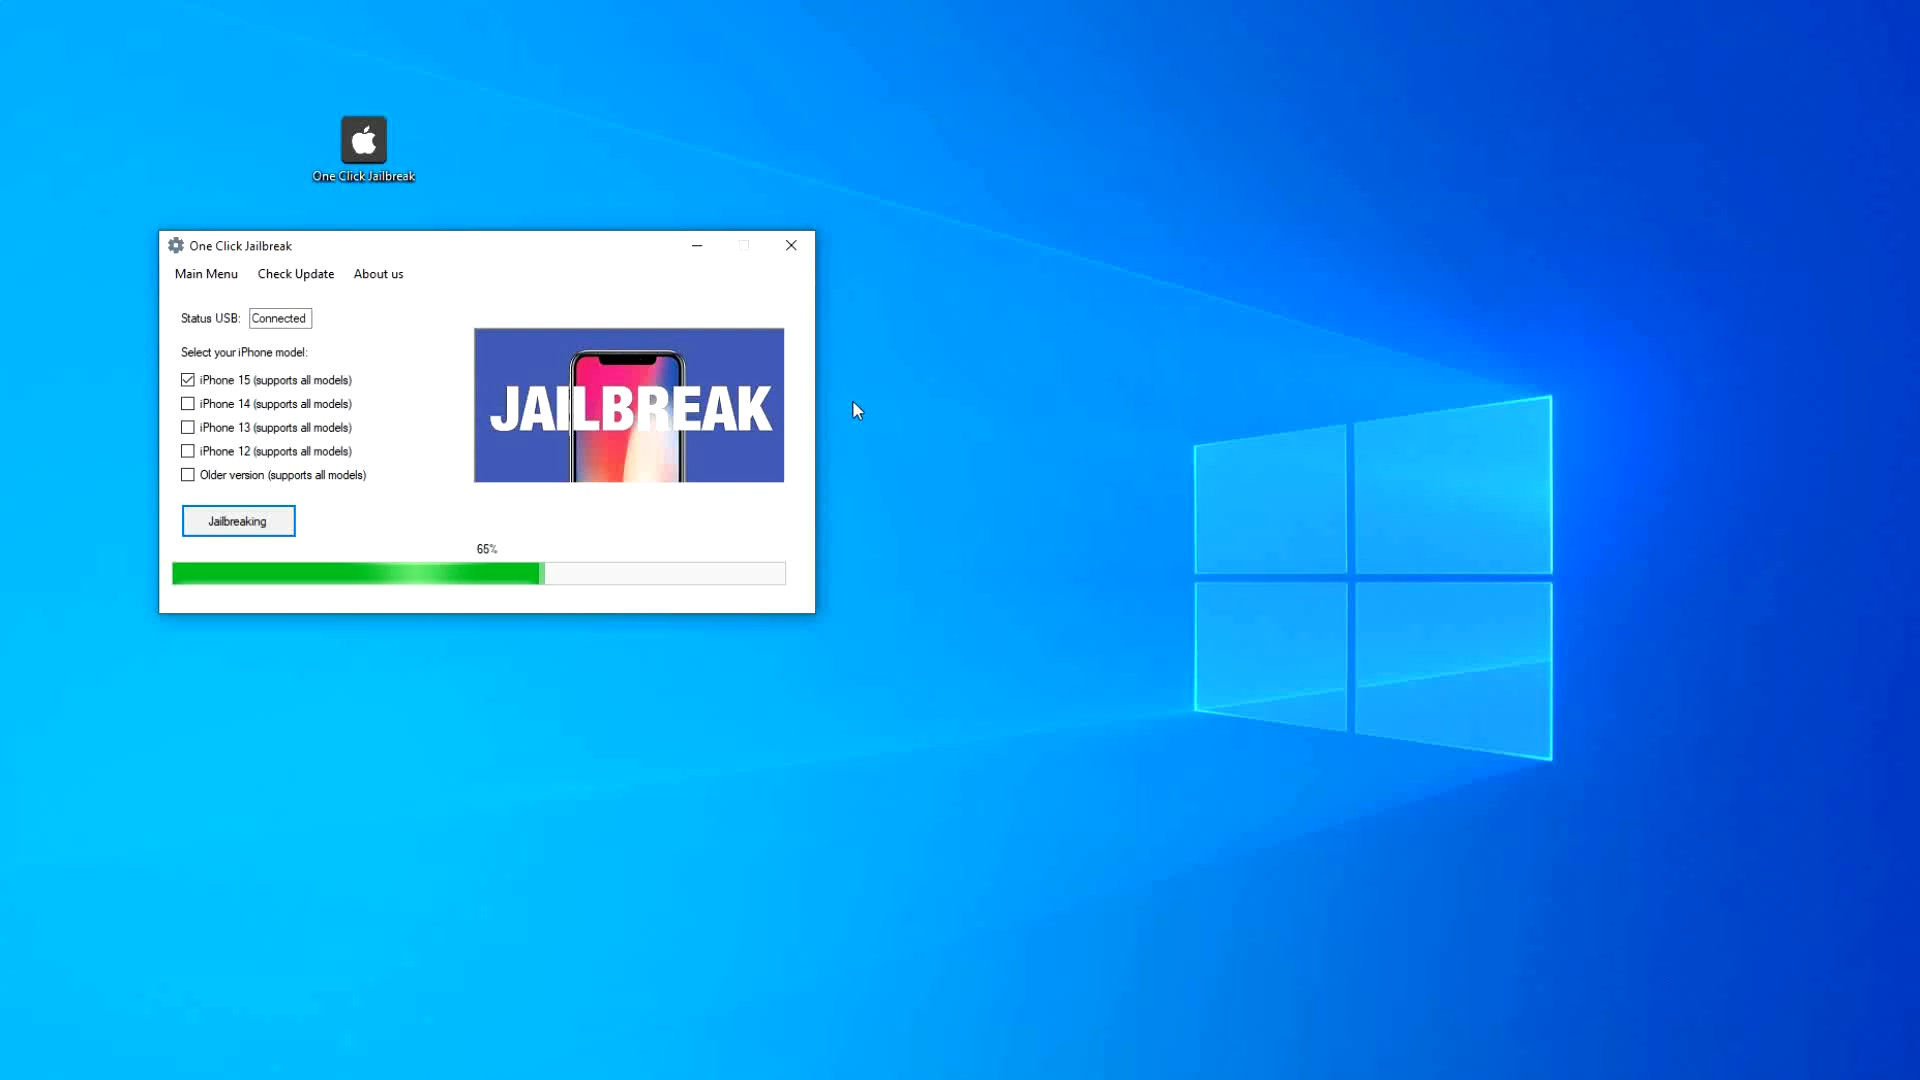 One Click Jailbreak
One Click Jailbreak
Main Menu Check Update About us
Status USB: Connected
Select your iPhone model:
iPhone 15 (supports all models)
iPhone 14 (supports all models)
iPhone 13 (supports all models)
iPhone 12 (supports all models)
Older version (supports all models)
JAILBREAK
Jailbreaking
65%